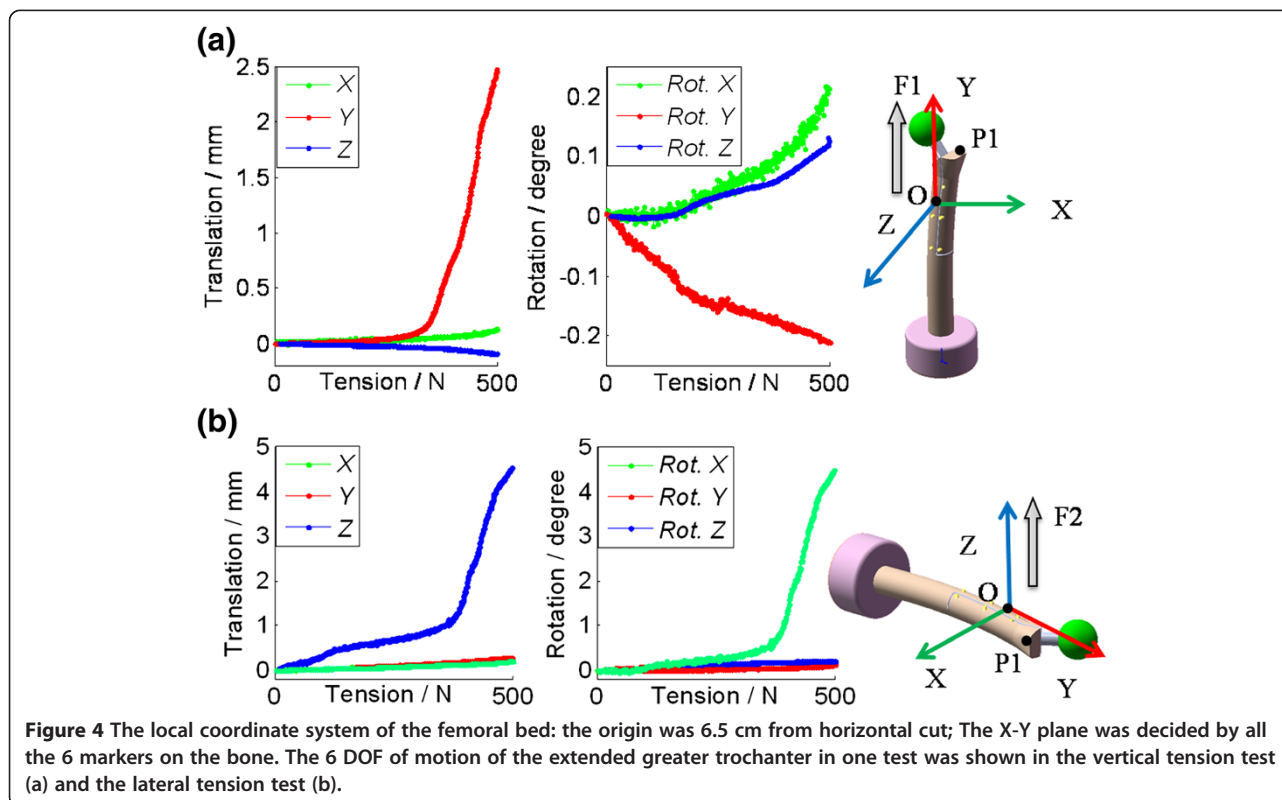 (a)
Translation / mm
2.5
2
1.5
1
0.5
0
X
Y
Z
0 Tension / N 500
Rotation / degree
0.2
0.1
0
-0.1
-0.2
Rot. X
Rot. Y
Rot. Z
0 Tension / N 500
F1 Y
P1
O
Z X
(b)
Translation / mm
5
4
3
2
1
0
X
Y
Z
0 Tension / N 500
Rotation / degree
5
4
3
2
1
0
Rot. X
Rot. Y
Rot. Z
0 Tension / N 500
F2
Z
O
P1
X Y
Figure 4 The local coordinate system of the femoral bed: the origin was 6.5 cm from horizontal cut; The X-Y plane was decided by all
the 6 markers on the bone. The 6 DOF of motion of the extended greater trochanter in one test was shown in the vertical tension test
(a) and the lateral tension test (b).